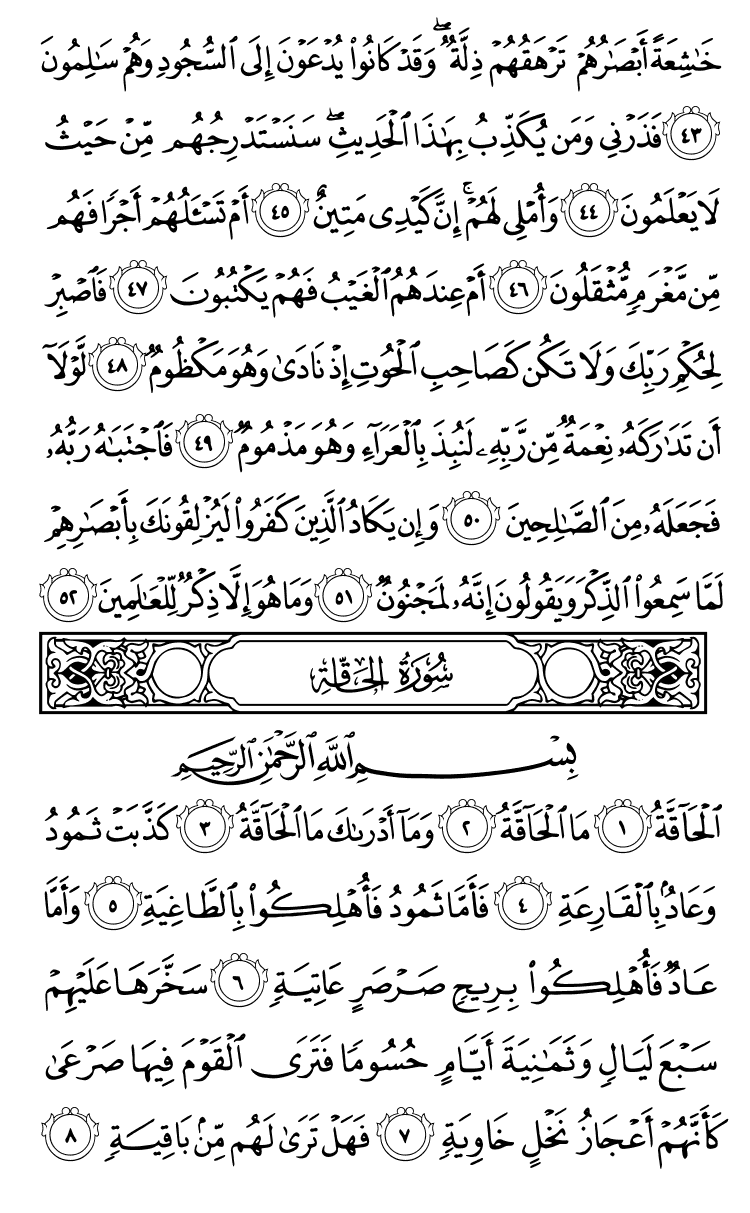 خَٰشِعَةً أَبۡصَٰرُهُمۡ تَرۡهَقُهُمۡ ذِلَّةٞۖ وَقَدۡ كَانُواْ يُدۡعَوۡنَ إِلَى ٱلسُّجُودِ وَهُمۡ سَٰلِمُونَ
٤٣ فَذَرۡنِي وَمَن يُكَذِّبُ بِهَٰذَا ٱلۡحَدِيثِۖ سَنَسۡتَدۡرِجُهُم مِّنۡ حَيۡثُ
لَا يَعۡلَمُونَ ٤٤ وَأُمۡلِي لَهُمۡۚ إِنَّ كَيۡدِي مَتِينٌ ٤٥ أَمۡ تَسۡـَٔلُهُمۡ أَجۡرٗا فَهُم
مِّن مَّغۡرَمٖ مُّثۡقَلُونَ ٤٦ أَمۡ عِندَهُمُ ٱلۡغَيۡبُ فَهُمۡ يَكۡتُبُونَ ٤٧ فَٱصۡبِرۡ
لِحُكۡمِ رَبِّكَ وَلَا تَكُن كَصَاحِبِ ٱلۡحُوتِ إِذۡ نَادَىٰ وَهُوَ مَكۡظُومٞ ٤٨ لَّوۡلَآ
أَن تَدَٰرَكَهُۥ نِعۡمَةٞ مِّن رَّبِّهِۦ لَنُبِذَ بِٱلۡعَرَآءِ وَهُوَ مَذۡمُومٞ ٤٩ فَٱجۡتَبَٰهُ رَبُّهُۥ
فَجَعَلَهُۥ مِنَ ٱلصَّٰلِحِينَ ٥٠ وَإِن يَكَادُ ٱلَّذِينَ كَفَرُواْ لَيُزۡلِقُونَكَ بِأَبۡصَٰرِهِمۡ
لَمَّا سَمِعُواْ ٱلذِّكۡرَ وَيَقُولُونَ إِنَّهُۥ لَمَجۡنُونٞ ٥١ وَمَا هُوَ إِلَّا ذِكۡرٞ لِّلۡعَٰلَمِينَ ٥٢
سُورَةُ الحَاقَّةِ
بِسۡمِ ٱللَّهِ ٱلرَّحۡمَٰنِ ٱلرَّحِيمِ
ٱلۡحَآقَّةُ ١ مَا ٱلۡحَآقَّةُ ٢ وَمَآ أَدۡرَىٰكَ مَا ٱلۡحَآقَّةُ ٣ كَذَّبَتۡ ثَمُودُ
وَعَادُۢ بِٱلۡقَارِعَةِ ٤ فَأَمَّا ثَمُودُ فَأُهۡلِكُواْ بِٱلطَّاغِيَةِ ٥ وَأَمَّا
عَادٞ فَأُهۡلِكُواْ بِرِيحٖ صَرۡصَرٍ عَاتِيَةٖ ٦ سَخَّرَهَا عَلَيۡهِمۡ
سَبۡعَ لَيَالٖ وَثَمَٰنِيَةَ أَيَّامٍ حُسُومٗا فَتَرَى ٱلۡقَوۡمَ فِيهَا صَرۡعَىٰ
كَأَنَّهُمۡ أَعۡجَازُ نَخۡلٍ خَاوِيَةٖ ٧ فَهَلۡ تَرَىٰ لَهُم مِّنۢ بَاقِيَةٖ ٨